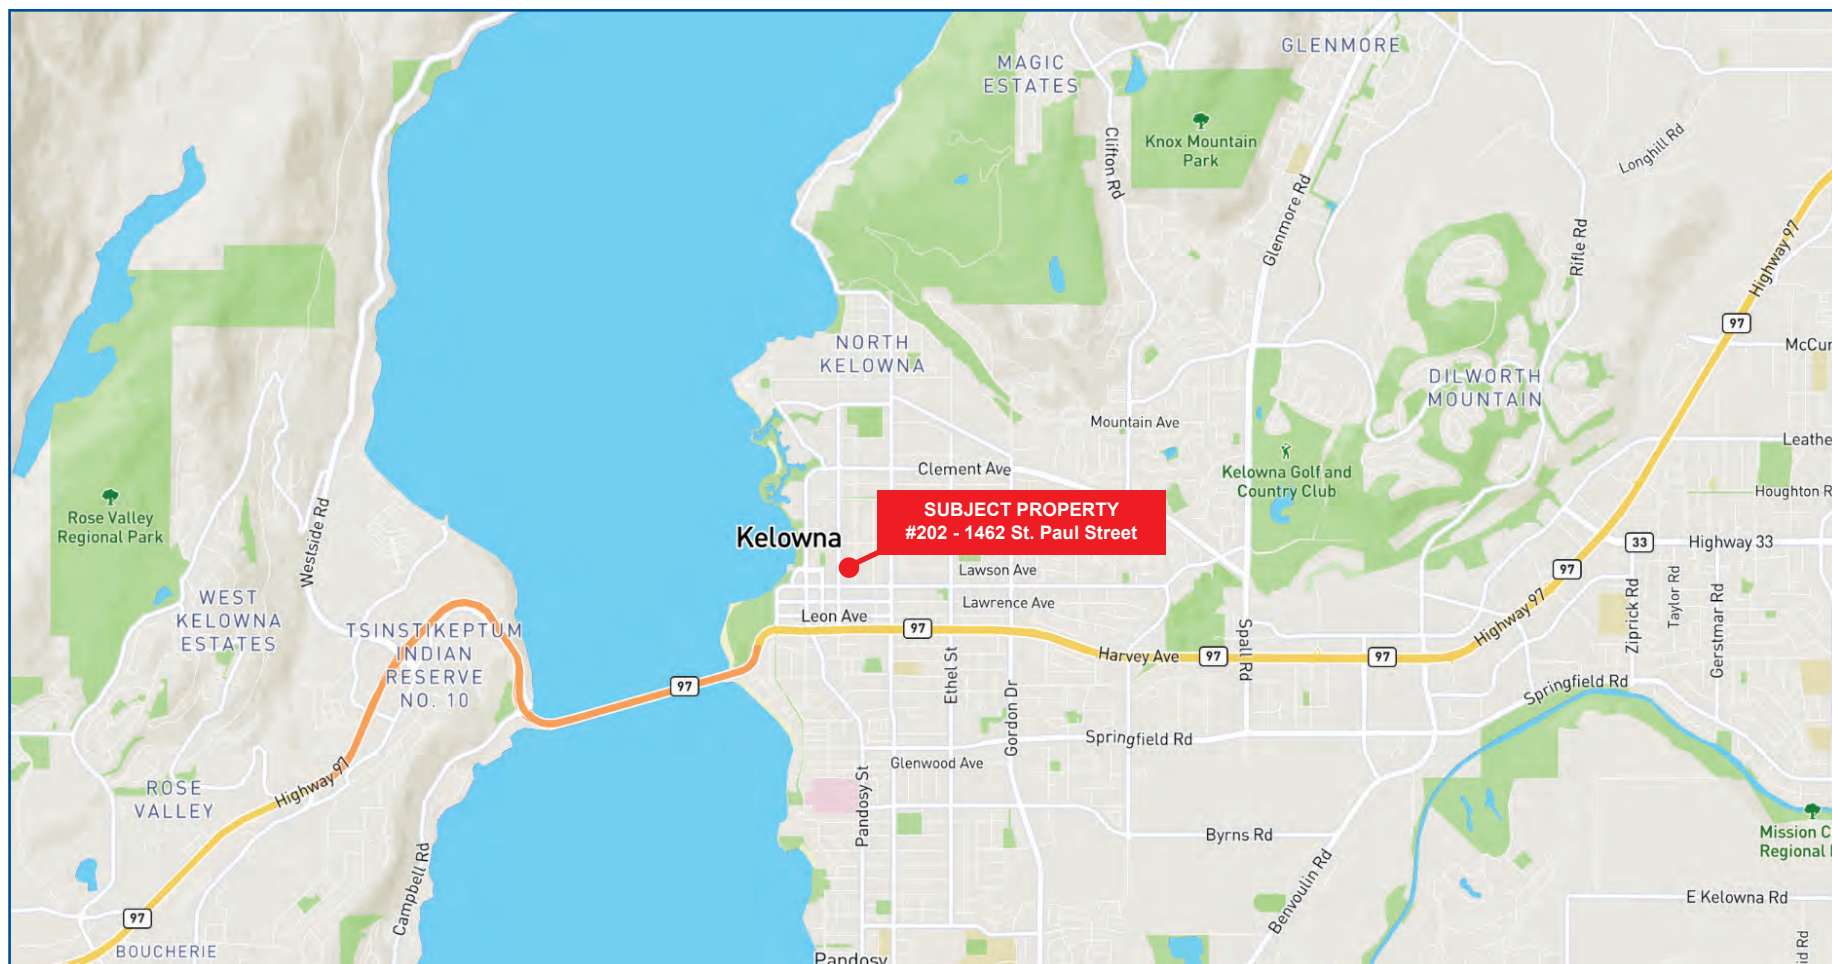 GLENMORE
MAGIC
ESTATES
Knox Mountain
Park
Clifton Rd
Longhill Rd
Glenmore Rd
Rifle Rd
Highway 97
97
NORTH
KELOWNA
McCur
DILWORTH
MOUNTAIN
Mountain Ave
Leathe
Clement Ave
Kelowna Golf and
Country Club
Houghton R
Rose Valley
Regional Park
Westside Rd
SUBJECT PROPERTY
#202 - 1462 St. Paul Street
Kelowna
33
Highway 33
Lawson Ave
97
WEST
KELOWNA
ESTATES
Lawrence Ave
Leon Ave
Ziprick Rd
Taylor Rd
Gerstmar Rd
Highway 97
TSINSTIKEPTUM
INDIAN
RESERVE
NO. 10
97
Harvey Ave
97
Spall Rd
97
97
Ethel St
Gordon Dr
Springfield Rd
Springfield Rd
Glenwood Ave
Pandosy St
Highway 97
ROSE
VALLEY
Byrns Rd
Mission C
Regional
Campbell Rd
Benvoulin Rd
E Kelowna Rd
97
BOUCHERIE
Pandosy
id Rd